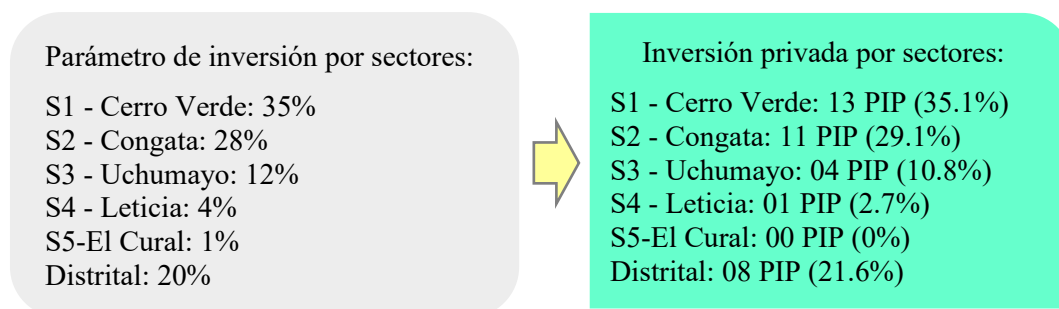 Parámetro de inversión por sectores:
S1 - Cerro Verde: 35%
S2 - Congata: 28%
S3 - Uchumayo: 12%
S4 - Leticia: 4%
S5-El Cural: 1%
Distrital: 20%
Inversión privada por sectores:
S1 - Cerro Verde: 13 PIP (35.1%)
S2 - Congata: 11 PIP (29.1%)
S3 - Uchumayo: 04 PIP (10.8%)
S4 - Leticia: 01 PIP (2.7%)
S5-El Cural: 00 PIP (0%)
Distrital: 08 PIP (21.6%)